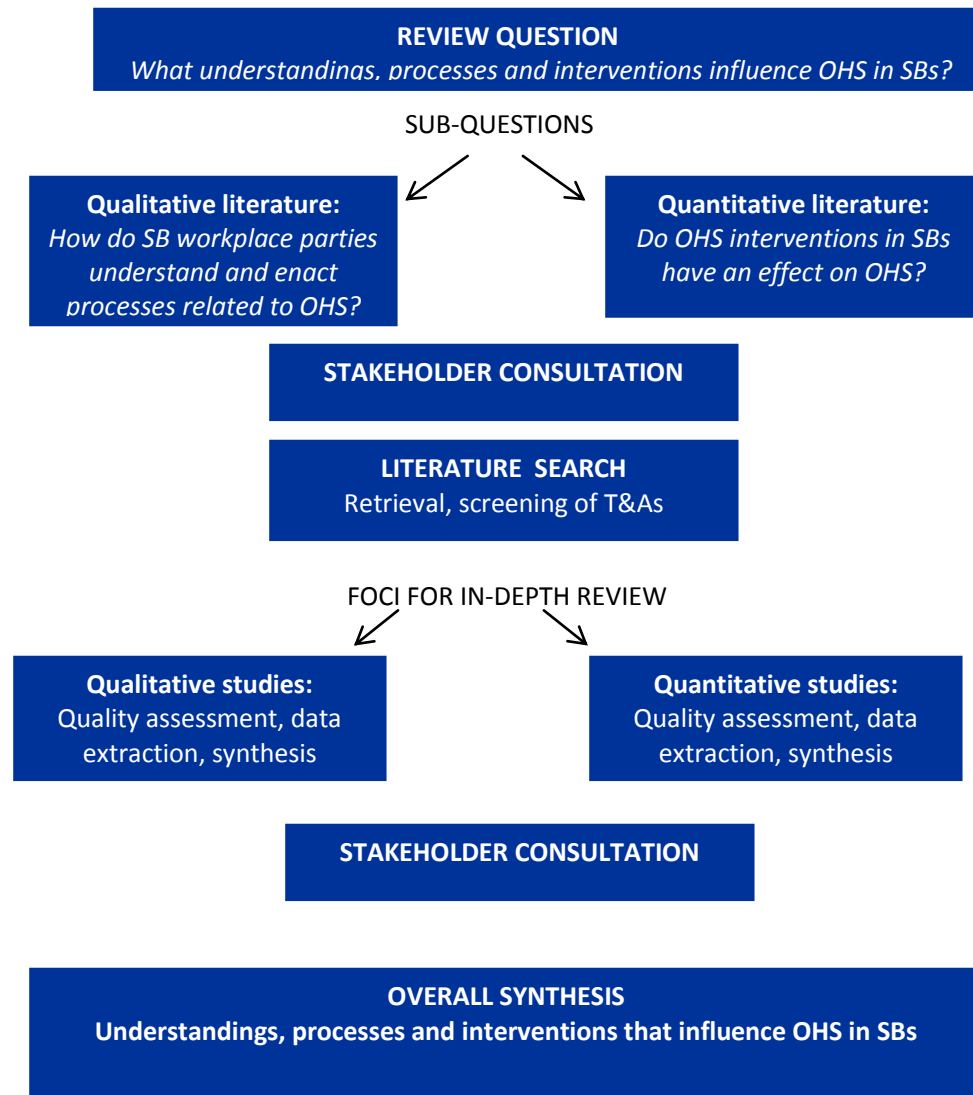 REVIEW QUESTION
What understandings, processes and interventions influence OHS in SBs?
SUB-QUESTIONS
Qualitative literature:
How do SB workplace parties
understand and enact
processes related to OHS?
Quantitative literature:
Do OHS interventions in SBs
have an effect on OHS?
STAKEHOLDER CONSULTATION
LITERATURE SEARCH
Retrieval, screening of T&As
FOCI FOR IN-DEPTH REVIEW
Qualitative studies:
Quality assessment, data
extraction, synthesis
Quantitative studies:
Quality assessment, data
extraction, synthesis
STAKEHOLDER CONSULTATION
OVERALL SYNTHESIS
Understandings, processes and interventions that influence OHS in SBs